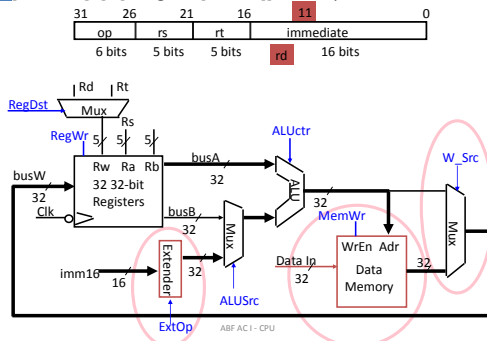 31 26 21 16 11 0
op rs rt immediate
6 bits 5 bits 5 bits rd 16 bits
Rd Rt
RegDst
Mux
Rs
RegWr 5 5 5 ALUctr
busA W_Src
Rw Ra Rb
busW 32
32 32 32-bit ALU 32
Registers busB MemWr
Clk 32 Mux Mux
WrEn Adr
Data In
32 32
Extender 32 Data
imm16 Memory
16
ALUSrc
ExtOp ABF AC I - CPU